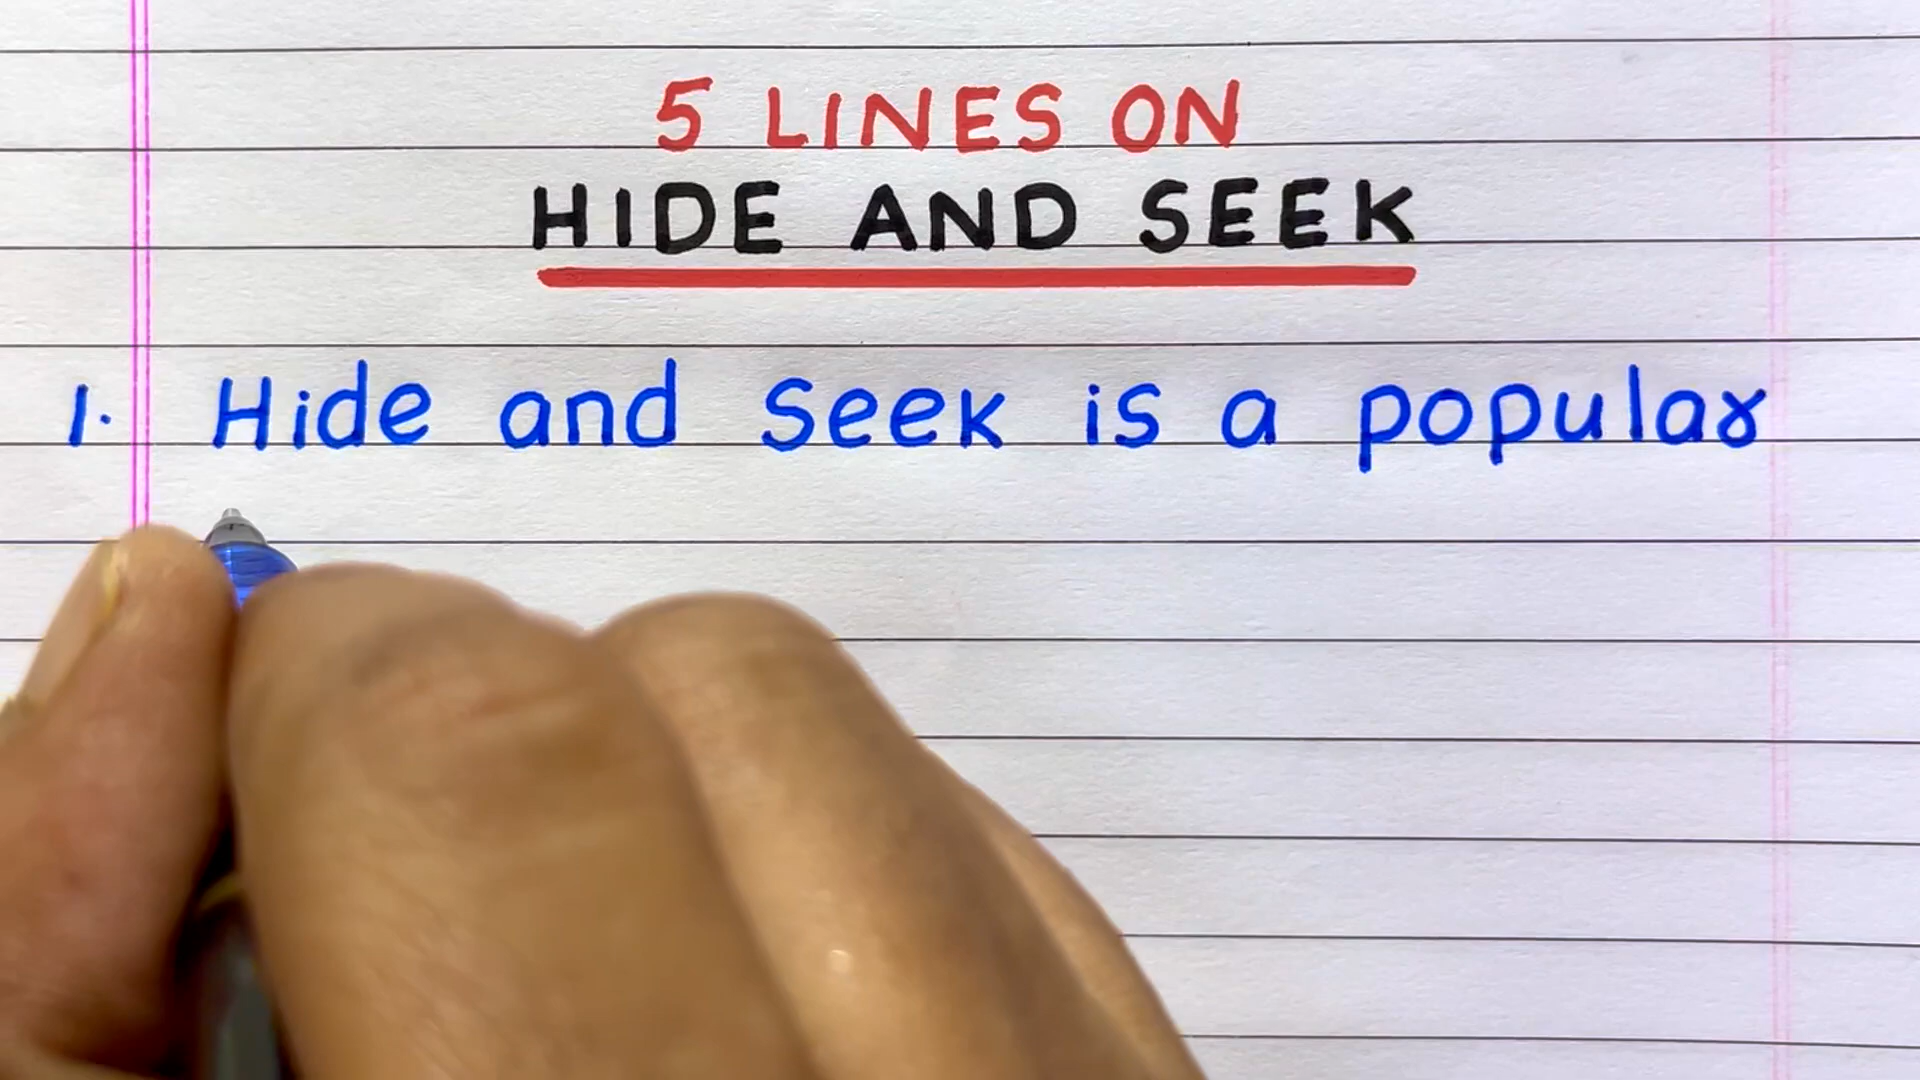 5 LINES ON
HIDE AND SEEK
1. Hide and seek is a popular